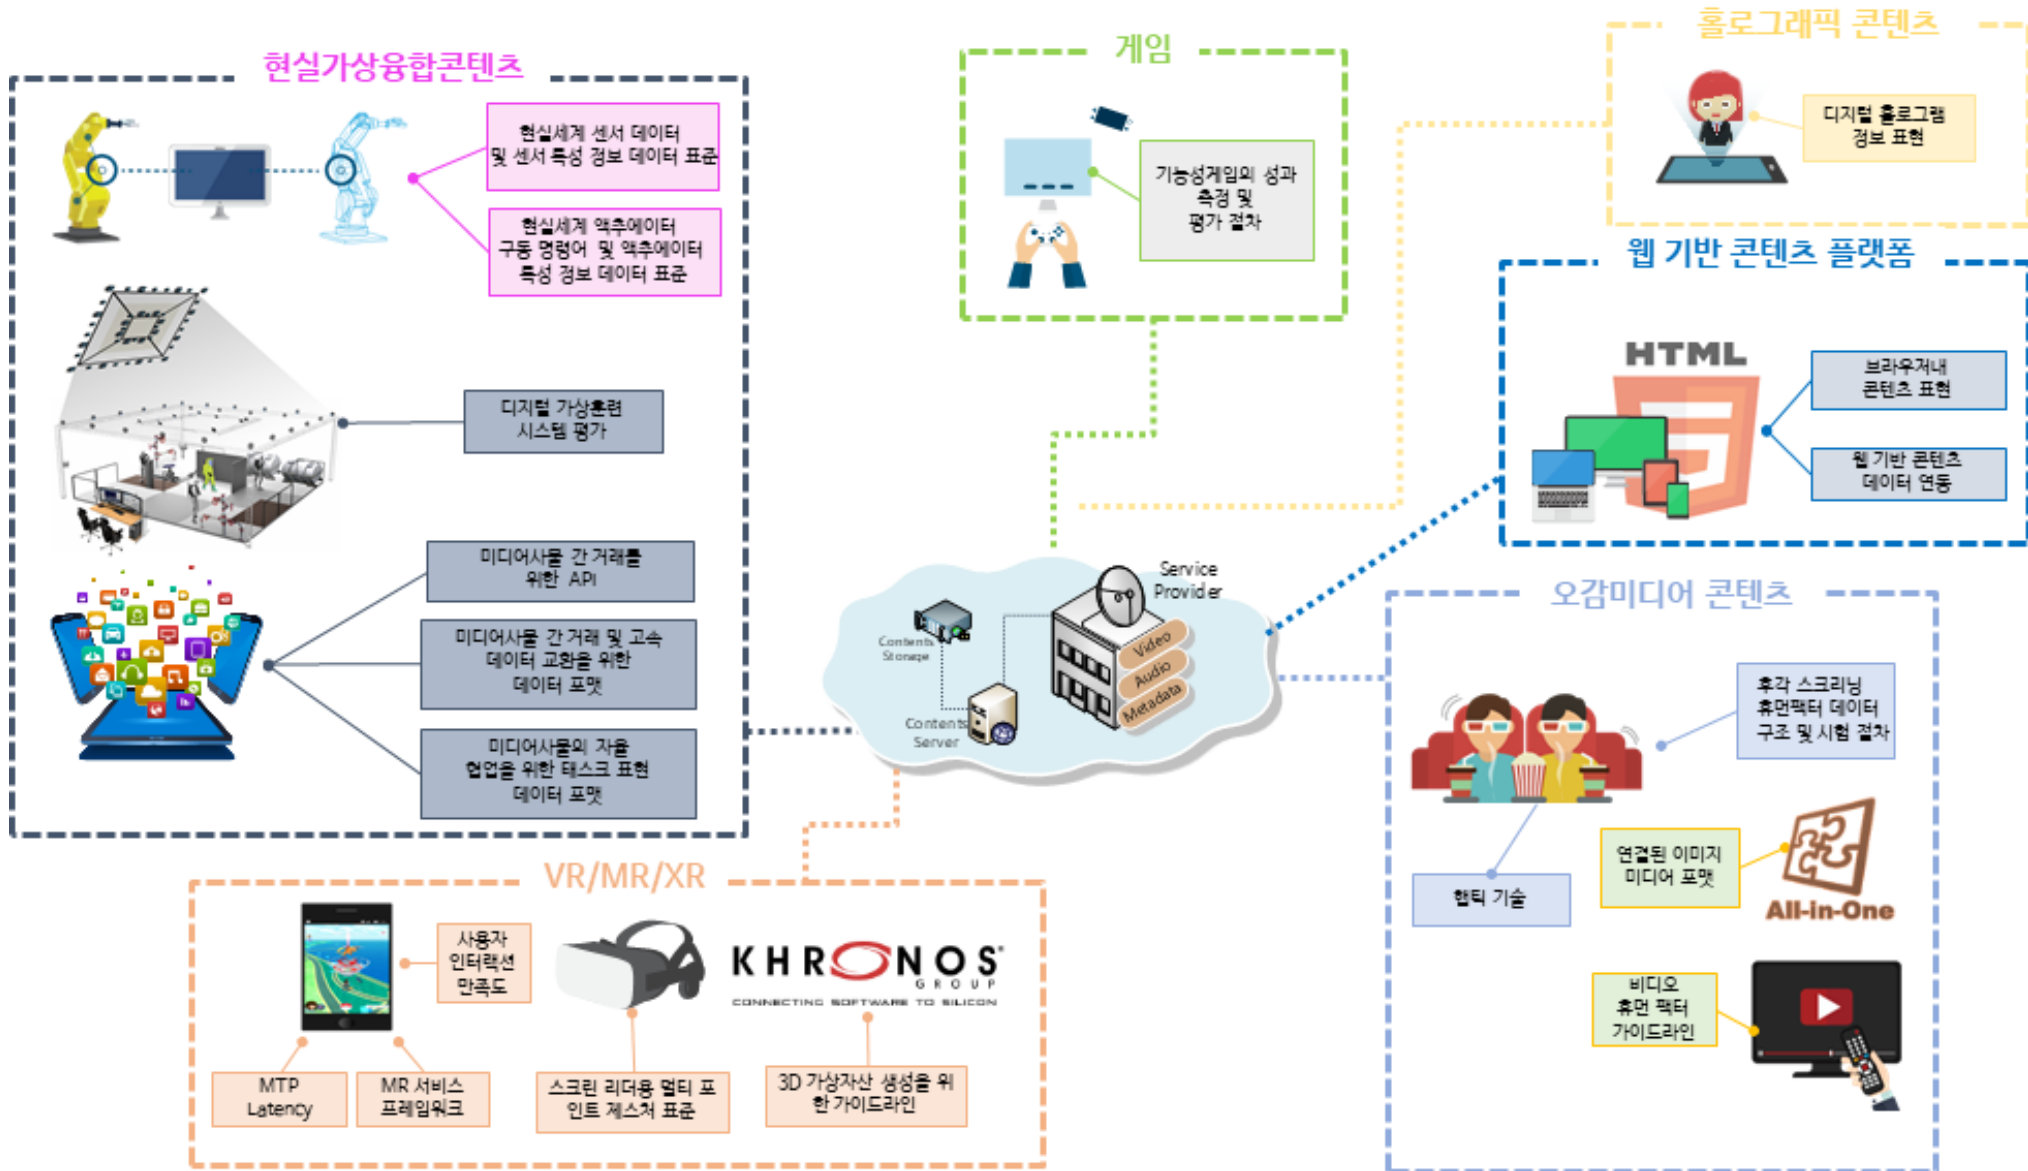 현실가상융합콘텐츠
현실세계 센서 데이터
및 센서 특성 정보 데이터 표준
현실세계 액추에이터
구동 명령어 및 액추에이터
특성 정보 데이터 표준
디지털 가상훈련
시스템 평가
미디어사물 간 거래를
위한 API
미디어사물 간 거래 및 고속
데이터 교환을 위한
데이터 포맷
미디어사물의 자율
협업을 위한 태스크 표현
데이터 포맷
게임
기능성게임의 성과
측정 및
평가 절차
홀로그래픽 콘텐츠
디지털 홀로그램
정보 표현
웹 기반 콘텐츠 플랫폼
HTML
브라우저내
콘텐츠 표현
웹 기반 콘텐츠
데이터 연동
Service
Provider
Contents
Storage
Video
Audio
Metadata
Contents
Server
오감미디어 콘텐츠
후각 스크리닝
휴먼팩터 데이터
구조 및 시험 절차
햅틱 기술
연결된 이미지
미디어 포맷
All-in-One
비디오
휴먼 팩터
가이드라인
VR/MR/XR
사용자
인터랙션
만족도
MTP
Latency
MR 서비스
프레임워크
스크린 리더용 멀티 포
인트 제스처 표준
KHRONOS
GROUP
CONNECTING SOFTWARE TO SILICON
3D 가상자산 생성을 위
한 가이드라인